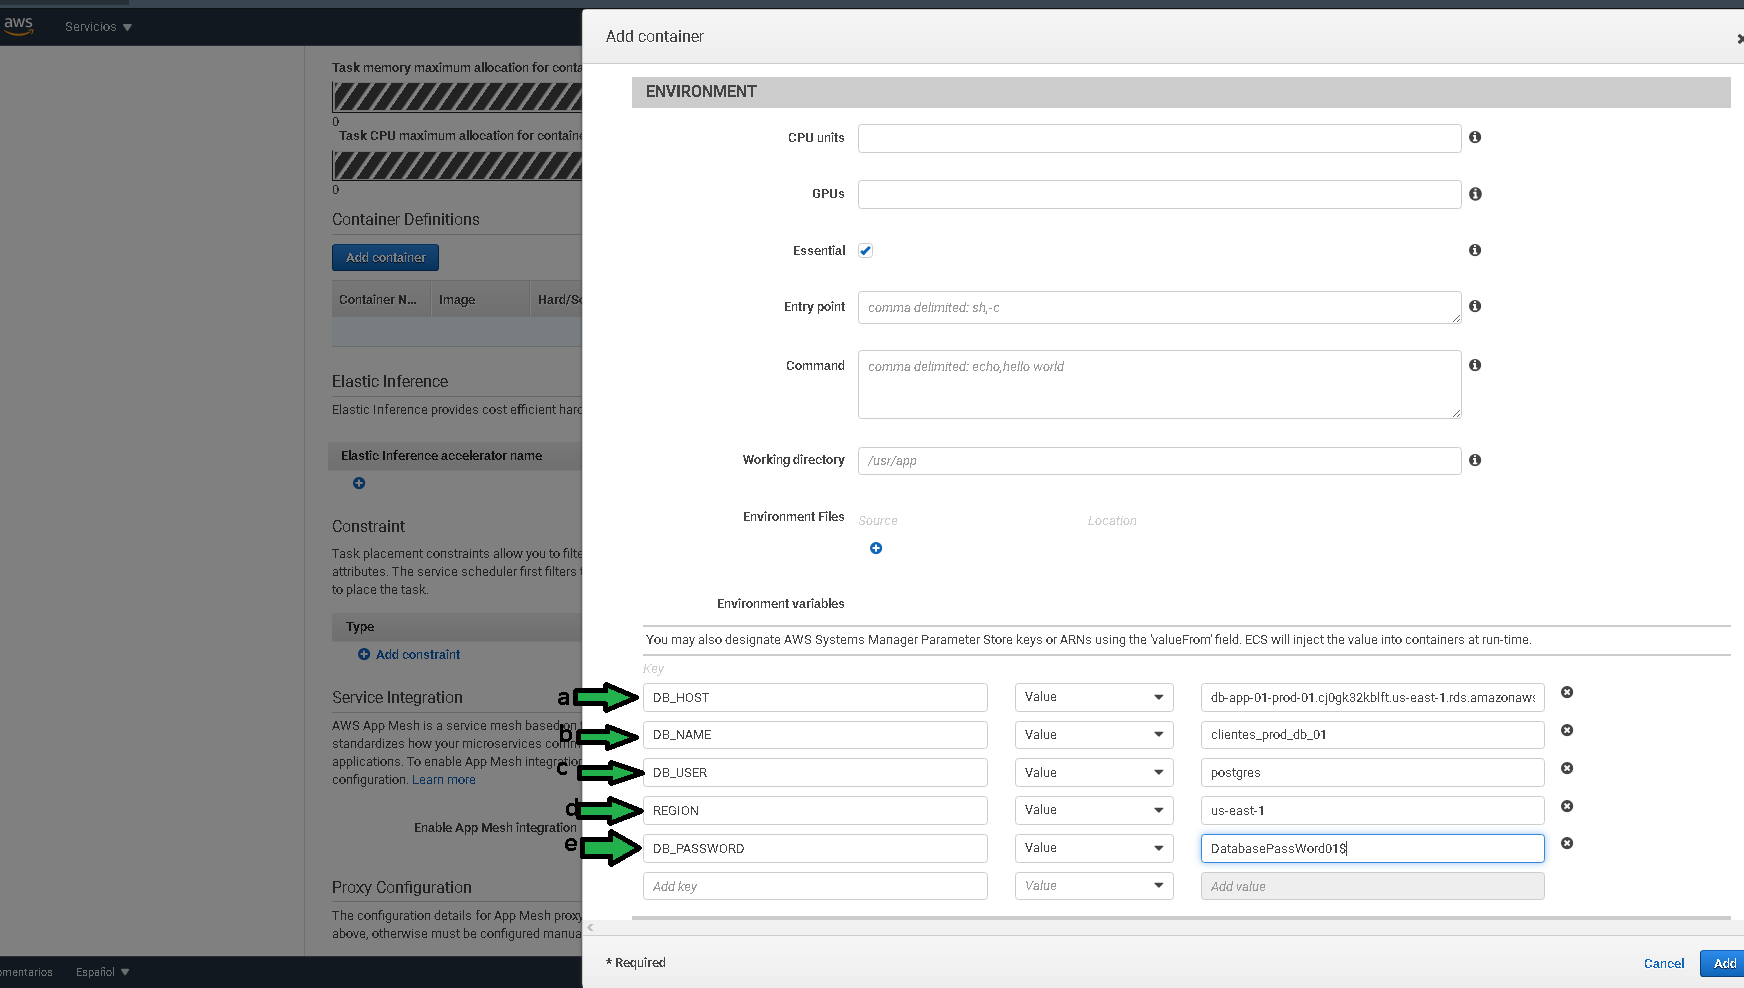 aws
Servicios
Add container
Task memory maximum allocation for conta
0
Task CPU maximum allocation for containe
0
Container Definitions
Add container
Container N... Image Hard/So
Elastic Inference
Elastic Inference provides cost efficient hard
Elastic Inference accelerator name
Constraint
Task placement constraints allow you to filte
attributes. The service scheduler first filters
to place the task.
Type
Add constraint
Service Integration
AWS App Mesh is a service mesh based on
standardizes how your microservices comm
applications. To enable App Mesh integration
configuration. Learn more
Enable App Mesh integration
Proxy Configuration
The configuration details for App Mesh proxy
above, otherwise must be configured manua
ENVIRONMENT
CPU units
GPUs
Essential
Entry point comma delimited: sh,-c
Command comma delimited: echo,hello world
Working directory /usr/app
Environment Files Source Location
Environment variables
You may also designate AWS Systems Manager Parameter Store keys or ARNs using the 'valueFrom' field. ECS will inject the value into containers at run-time.
Key
a DB_HOST Value db-app-01-prod-01.cj0gk32kblft.us-east-1.rds.amazonaws
b DB_NAME Value clientes_prod_db_01
c DB_USER Value postgres
d REGION Value us-east-1
e DB_PASSWORD Value DatabasePassWord01$
Add key Value Add value
* Required
Cancel Add
omentarios Español